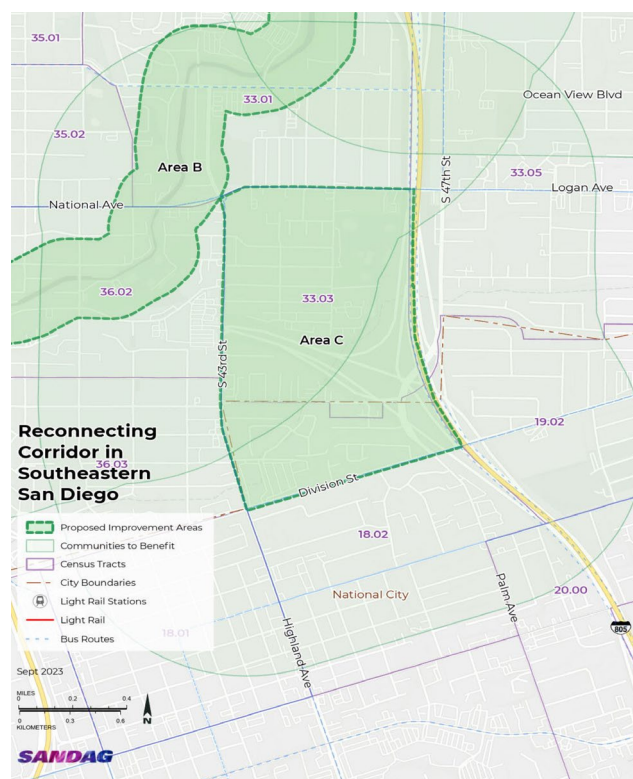 35.01
Ocean View Blvd
33.01
35.02
S 47th St
Area B
33.05
Logan Ave
National Ave
36.02
33.03
Area C
S 43rd St
Reconnecting
Corridor in
Southeastern
San Diego
36.03
19.02
Division St
Proposed Improvement Areas
Communities to Benefit
Census Tracts
City Boundaries
Light Rail Stations
Light Rail
Bus Routes
18.02
National City
Palm Ave
20.00
18.01
Highland Ave
805
Sept 2023
MILES
0 0.2 0.4
0 0.3 0.6
KILOMETERS
N
SANDAG